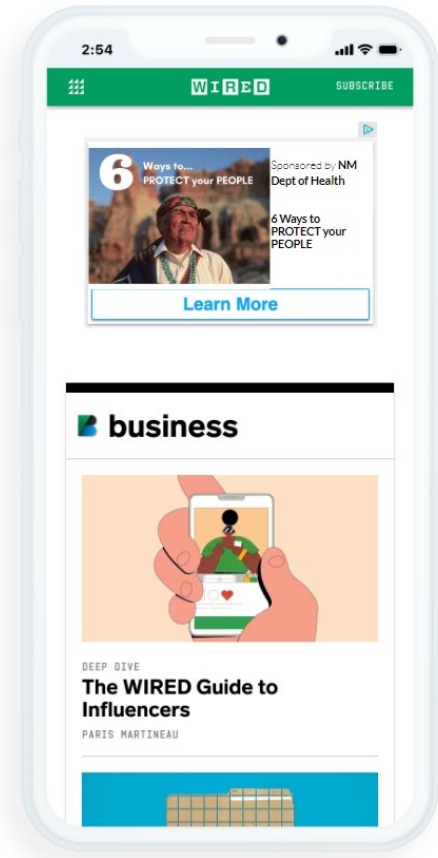 2:54
WIRED
SUBSCRIBE
6 Ways to...
PROTECT your PEOPLE
Sponsored by NM
Dept of Health
6 Ways to
PROTECT your
PEOPLE
Learn More
business
DEEP DIVE
The WIRED Guide to
Influencers
PARIS MARTINEAU